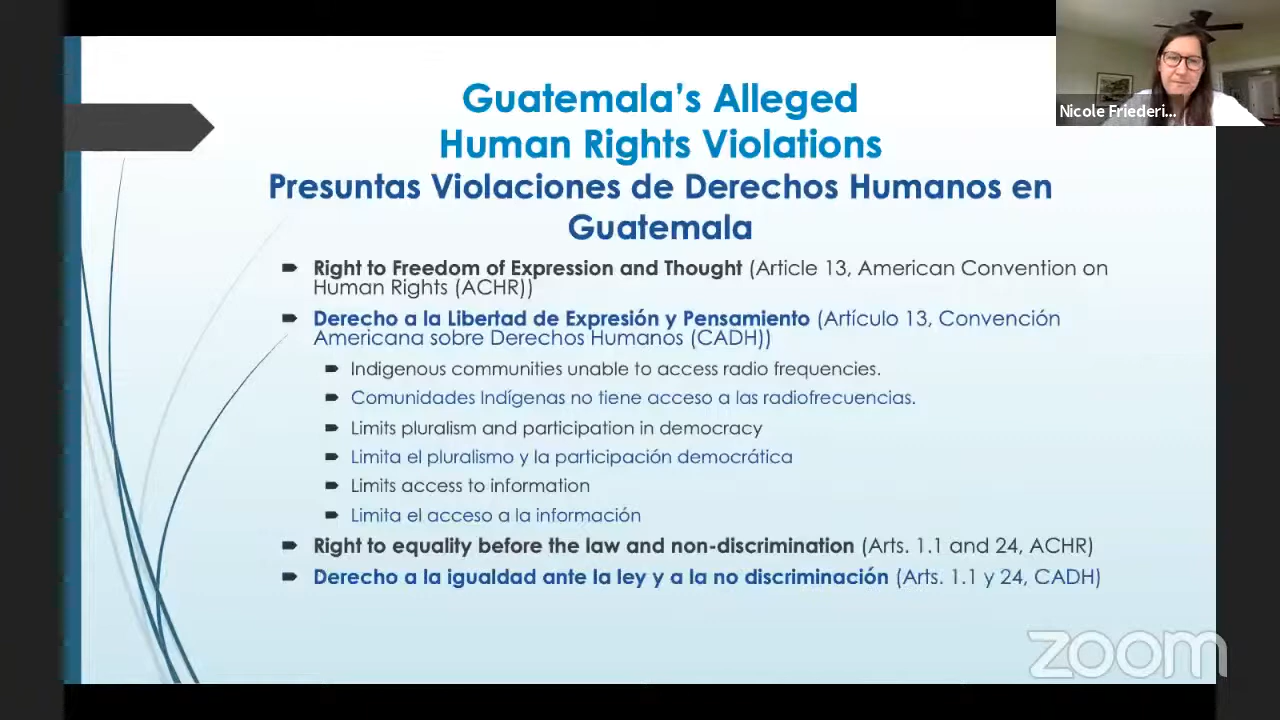 Guatemala's Alleged
Human Rights Violations
Presuntas Violaciones de Derechos Humanos en
Guatemala
Right to Freedom of Expression and Thought (Article 13, American Convention on
Human Rights (ACHR))
Derecho a la Libertad de Expresión y Pensamiento (Artículo 13, Convención
Americana sobre Derechos Humanos (CADH))
Indigenous communities unable to access radio frequencies.
Comunidades Indígenas no tiene acceso a las radiofrecuencias.
Limits pluralism and participation in democracy
Limita el pluralismo y la participación democrática
Limits access to information
Limita el acceso a la información
Right to equality before the law and non-discrimination (Arts. 1.1 and 24, ACHR)
Derecho a la igualdad ante la ley y a la no discriminación (Arts. 1.1 y 24, CADH)
Nicole Friederi...
zoom